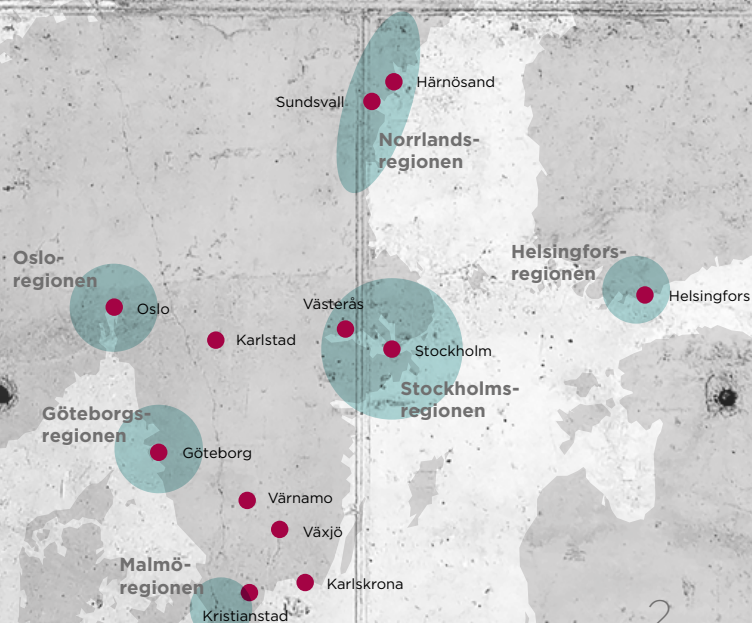 Härnösand
Sundsvall
Norrlands-
regionen
Helsingfors-
regionen
Oslo-
regionen
Oslo
Helsingfors
Västerås
Karlstad
Stockholm
Stockholms-
regionen
Göteborgs-
regionen
Göteborg
Värnamo
Växjö
Malmö-
regionen
Karlskrona
Kristianstad
2